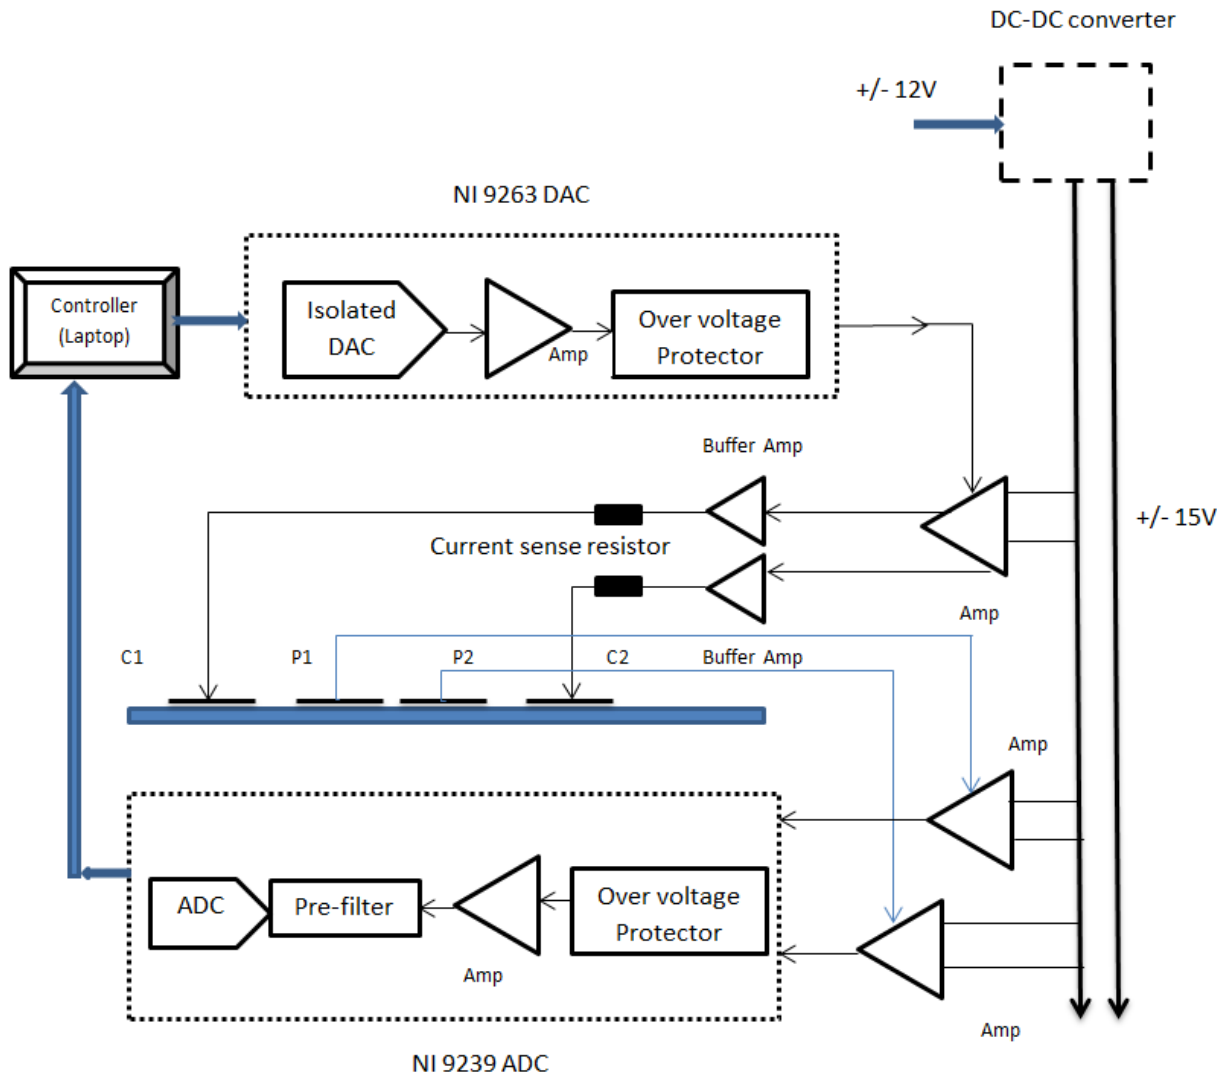 DC-DC converter
+/- 12V
NI 9263 DAC
Controller
(Laptop)
Isolated
DAC
Amp
Over voltage
Protector
Buffer Amp
+/- 15V
Current sense resistor
Amp
C1
P1
P2
C2
Buffer Amp
Amp
ADC
Pre-filter
Over voltage
Protector
Amp
Amp
NI 9239 ADC